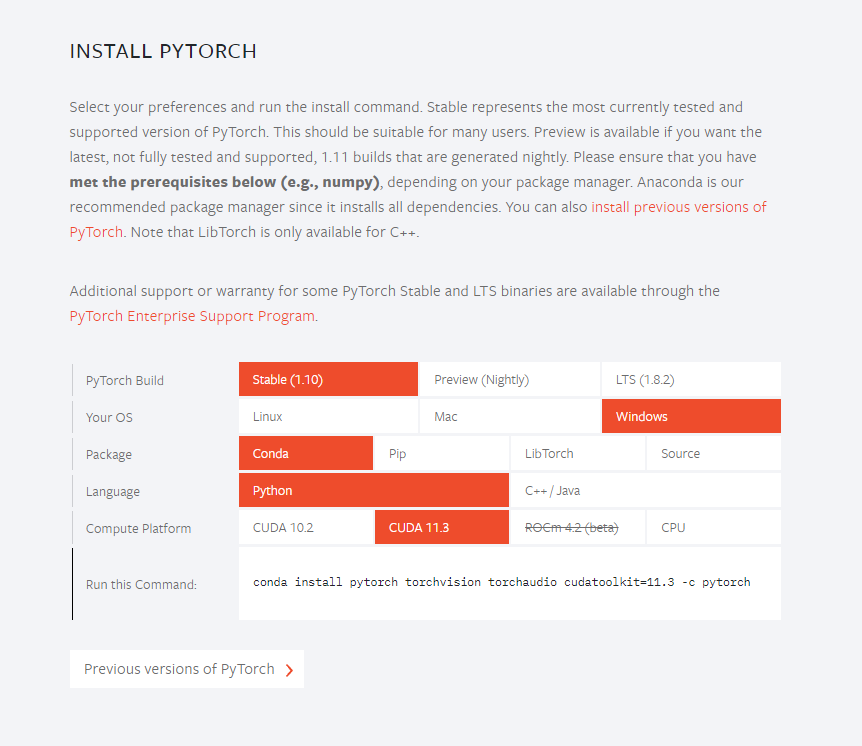 INSTALL PYTORCH
Select your preferences and run the install command. Stable represents the most currently tested and
supported version of PyTorch. This should be suitable for many users. Preview is available if you want the
latest, not fully tested and supported, 1.11 builds that are generated nightly. Please ensure that you have
met the prerequisites below (e.g., numpy), depending on your package manager. Anaconda is our
recommended package manager since it installs all dependencies. You can also install previous versions of
PyTorch. Note that LibTorch is only available for C++.
Additional support or warranty for some PyTorch Stable and LTS binaries are available through the
PyTorch Enterprise Support Program.
PyTorch Build Stable (1.10) Preview (Nightly) LTS (1.8.2)
Your OS Linux Mac Windows
Package Conda Pip LibTorch Source
Language Python C++ / Java
Compute Platform CUDA 10.2 CUDA 11.3 ROCm 4.2 (beta) CPU
Run this Command: conda install pytorch torchvision torchaudio cudatoolkit=11.3 -c pytorch
Previous versions of PyTorch